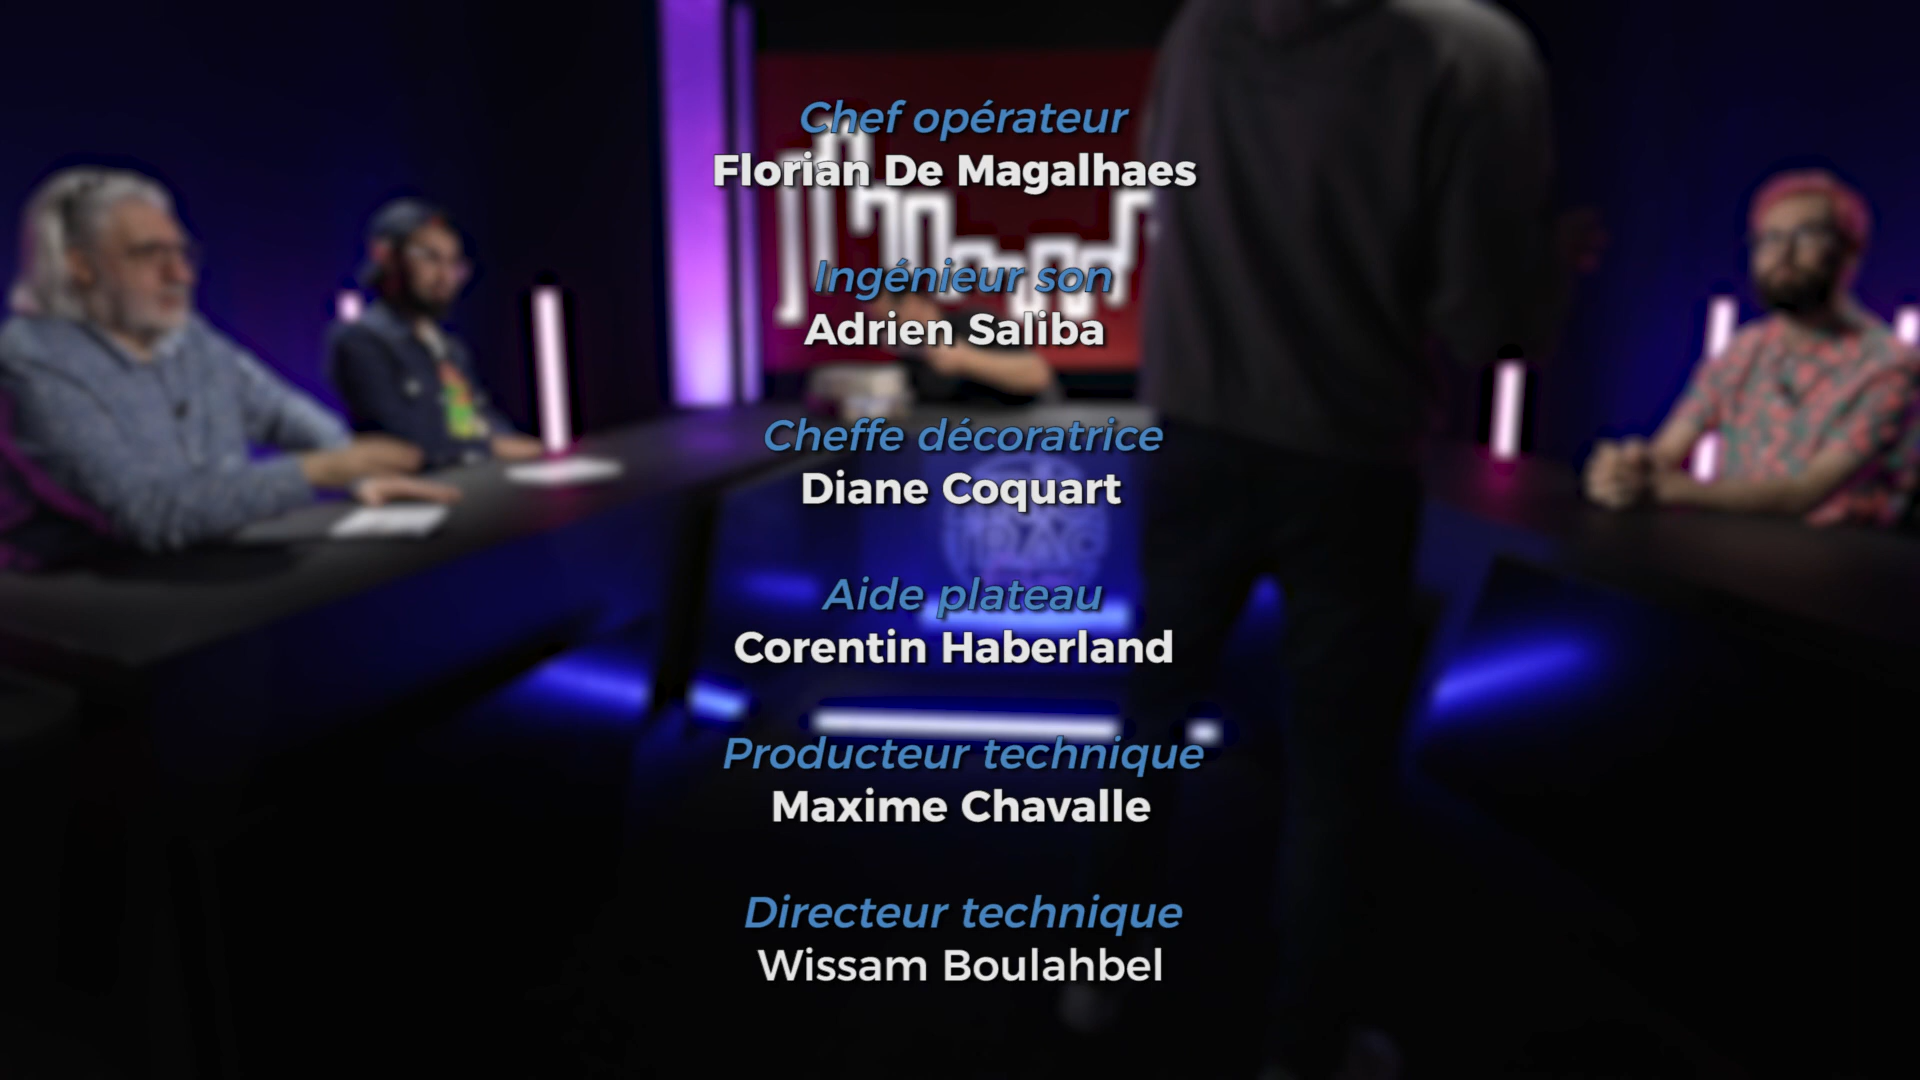 Chef opérateur
Florian De Magalhaes
Ingénieur son
Adrien Saliba
Cheffe décoratrice
Diane Coquart
Aide plateau
Corentin Haberland
Producteur technique
Maxime Chavalle
Directeur technique
Wissam Boulahbel